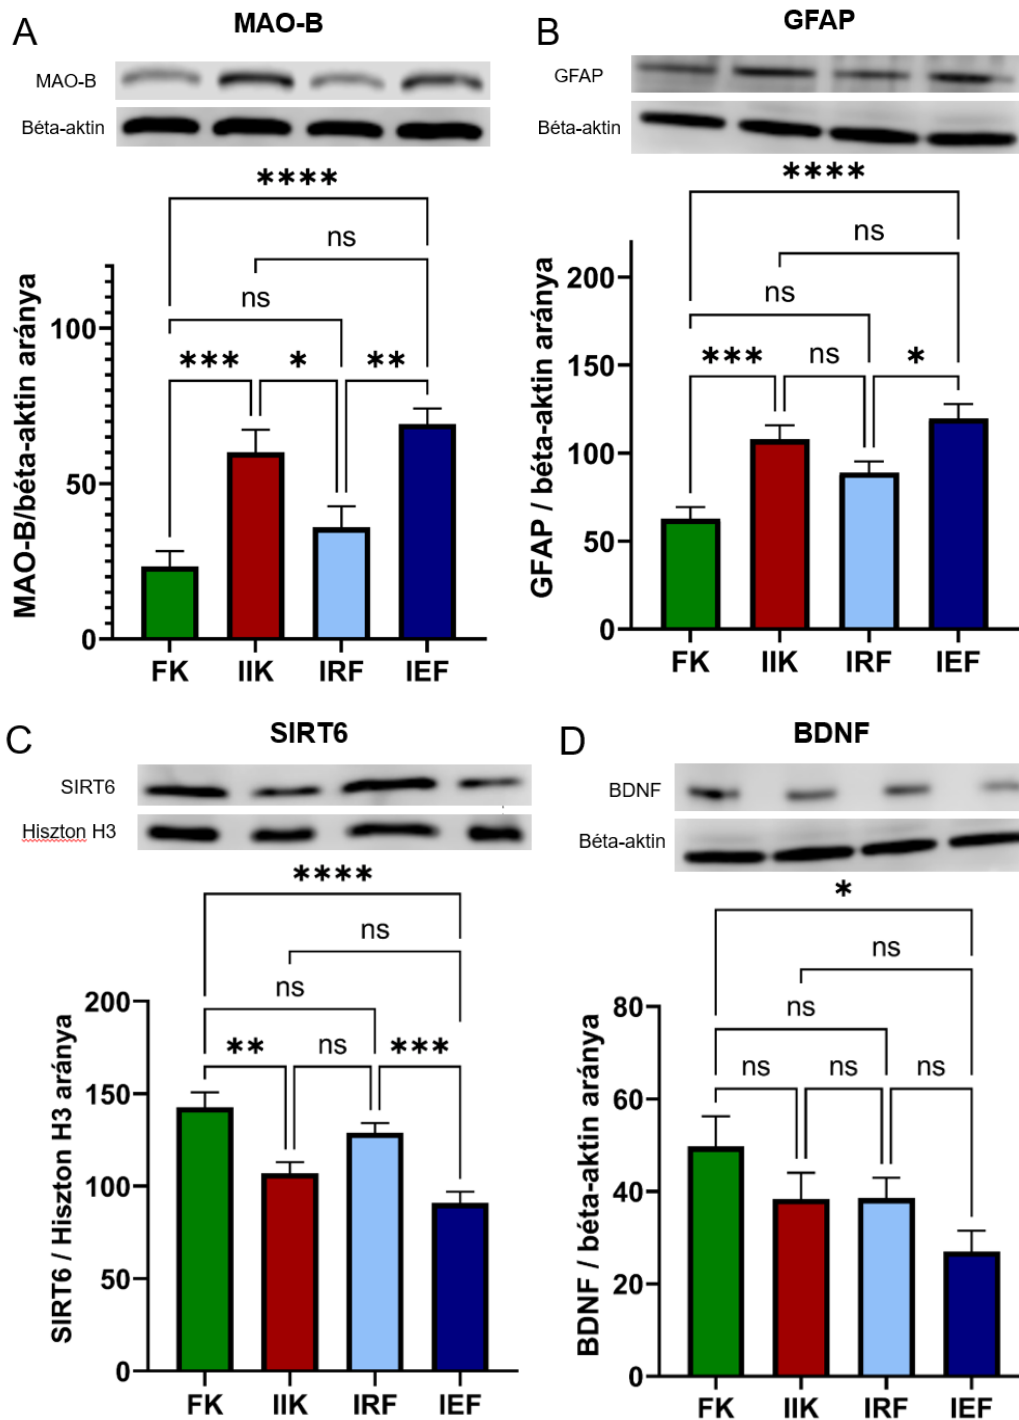 A
MAO-B
MAO-B
Béta-aktin
****
ns
ns
*** * **
MAO-B/béta-aktin aránya
100
50
0
FK IIK IRF IEF
B
GFAP
GFAP
Béta-aktin
****
ns
ns
*** ns *
GFAP / béta-aktin aránya
200
150
100
50
0
FK IIK IRF IEF
C
SIRT6
SIRT6
Hiszton H3
****
ns
ns
** ns ***
SIRT6 / Hiszton H3 aránya
200
150
100
50
0
FK IIK IRF IEF
D
BDNF
BDNF
Béta-aktin
*
ns
ns
ns ns ns
BDNF / béta-aktin aránya
80
60
40
20
0
FK IIK IRF IEF